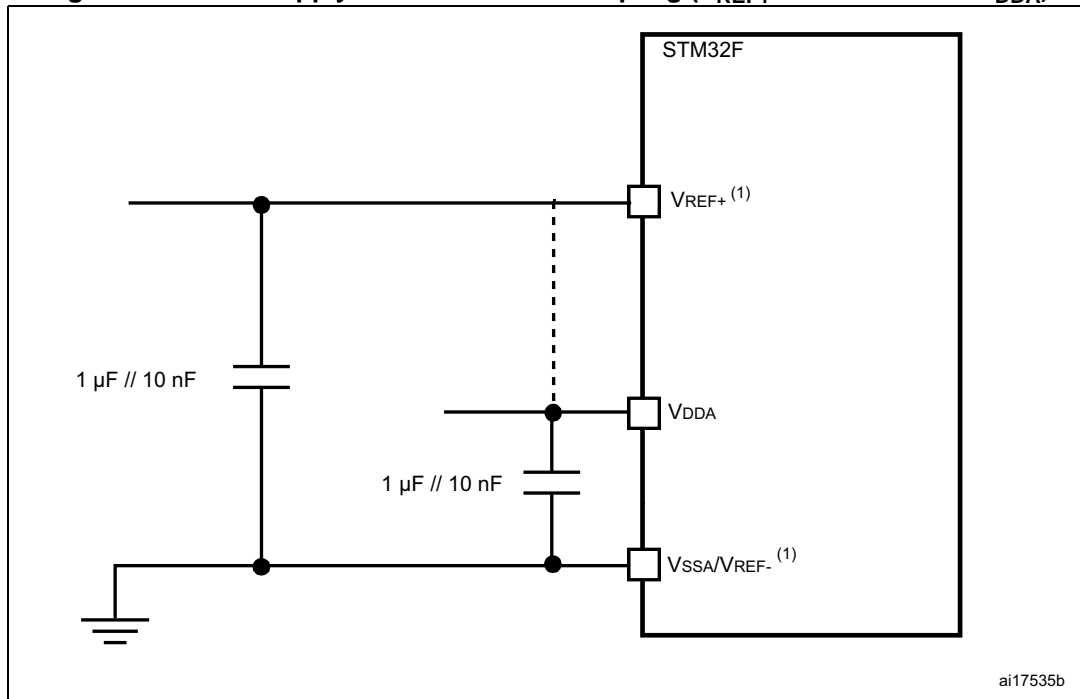 STM32F
VREF+ (1)
1 µF // 10 nF
VDDA
1 µF // 10 nF
VSSA/VREF- (1)
ai17535b